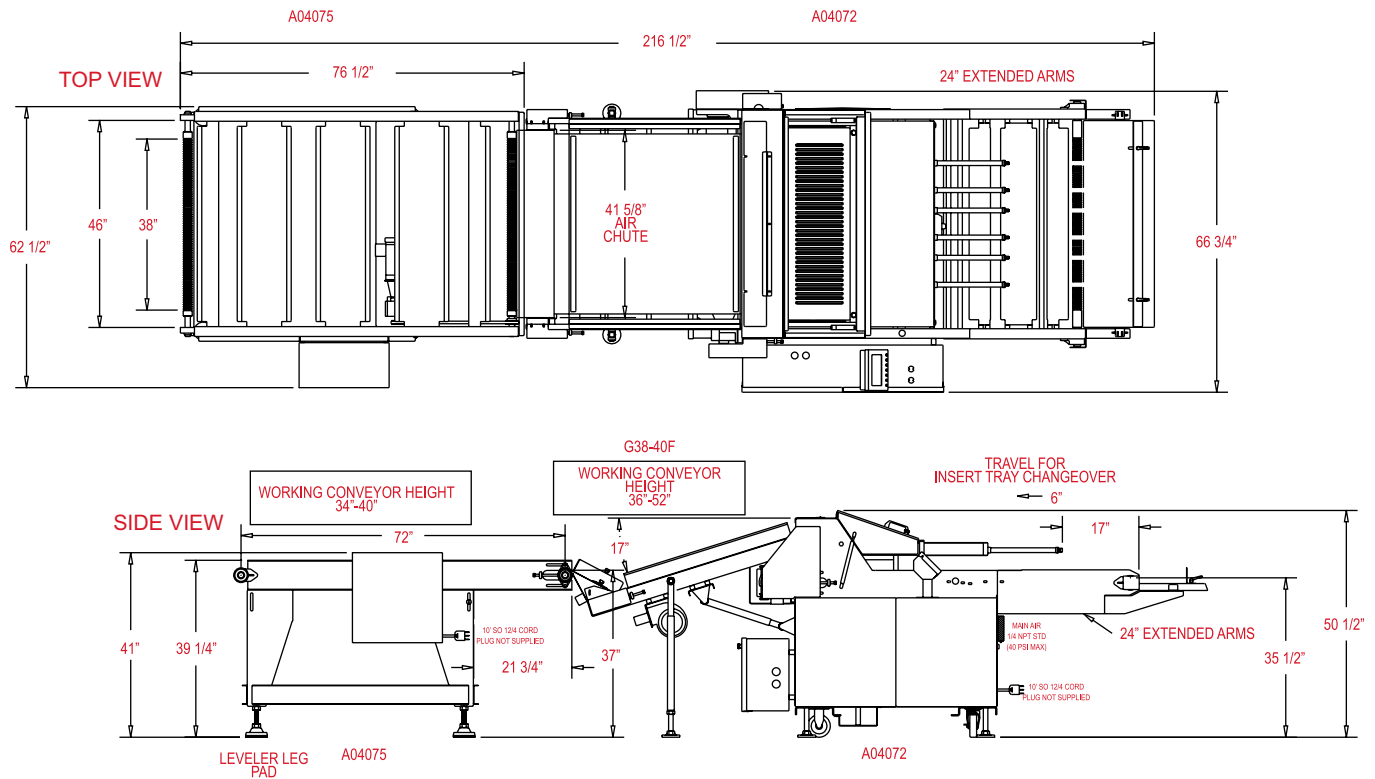 A04075
A04072
216 1/2”
TOP VIEW
76 1/2”
24” EXTENDED ARMS
62 1/2”
46”
38”
41 5/8”
AIR
CHUTE
66 3/4”
G38-40F
WORKING CONVEYOR HEIGHT
34”-40”
WORKING CONVEYOR
HEIGHT
36”-52”
TRAVEL FOR
INSERT TRAY CHANGEOVER
6”
SIDE VIEW
72”
17”
17”
41”
39 1/4”
10' SO 12/4 CORD
PLUG NOT SUPPLIED
21 3/4”
37”
MAIN AIR
1/4 NPT STD
(40 PSI MAX)
24” EXTENDED ARMS
50 1/2”
35 1/2”
10' SO 12/4 CORD
PLUG NOT SUPPLIED
LEVELER LEG
PAD
A04075
A04072